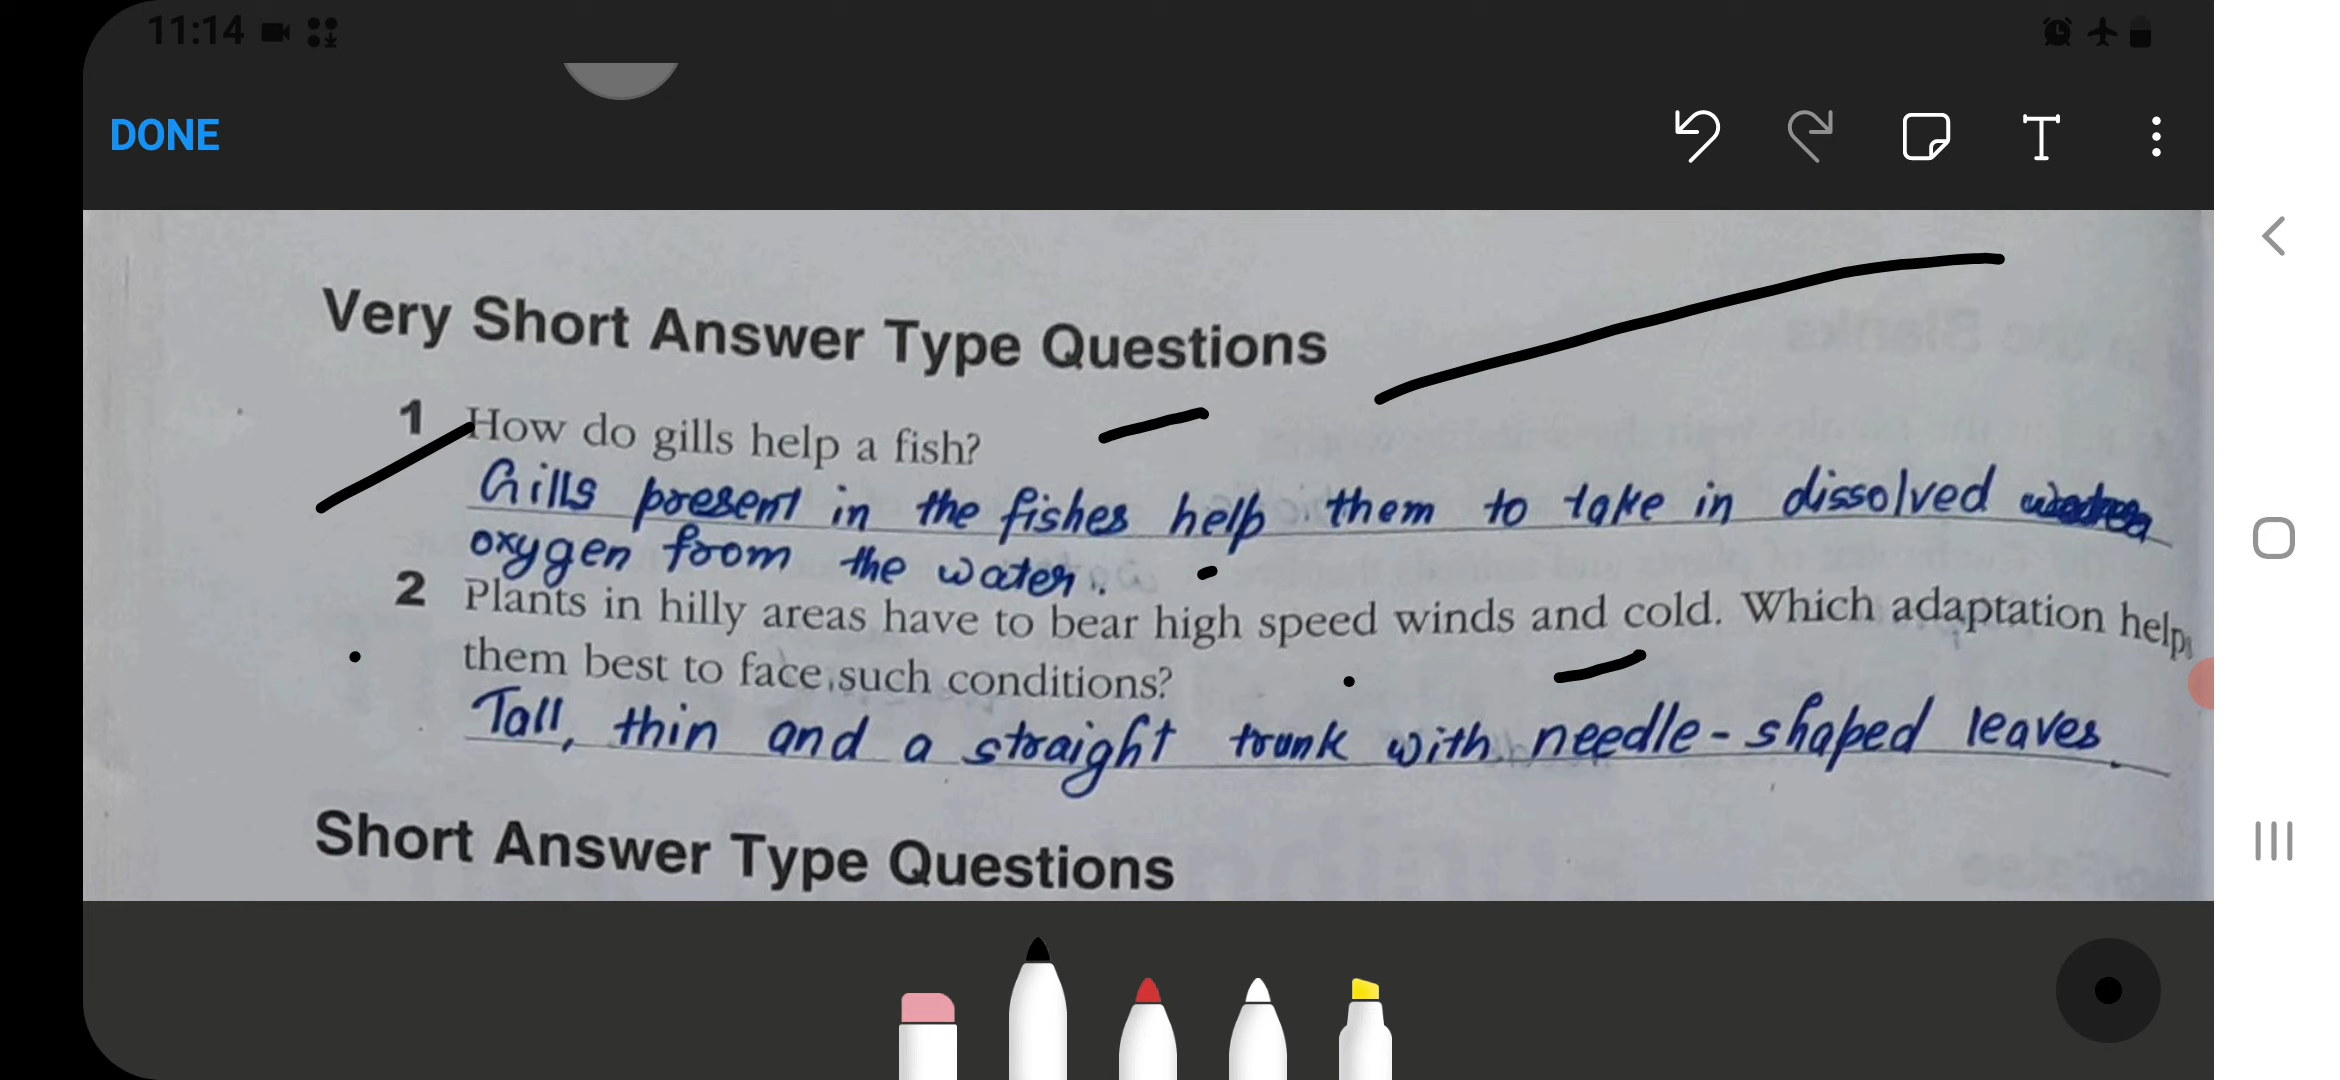 11:14
DONE
T
Very Short Answer Type Questions
1 How do gills help a fish?
Gills present in the fishes help them to take in dissolved
oxygen from the water.
2 Plants in hilly areas have to bear high speed winds and cold. Which adaptation helps
them best to face such conditions?
Tall, thin and a straight trunk with needle-shaped leaves.
Short Answer Type Questions